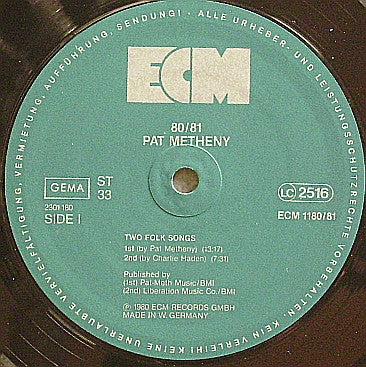 ECM
80/81
PAT METHENY
GEMA
ST
33
2301 180
SIDE I
LC 2516
ECM 1180/81
TWO FOLK SONGS
1st (by Pat Metheny) (13:17)
2nd (by Charlie Haden) (7:31)
Published by
(1st) Pat-Meth Music/BMI
(2nd) Liberation Music Co./BMI
℗ 1980 ECM RECORDS GMBH
MADE IN W. GERMANY
ALLE URHEBER- UND LEISTUNGSSCHUTZRECHTE VORBEHALTEN. KEIN VERLEIH! KEINE UNERLAUBTE VERVIELFÄLTIGUNG, VERMIETUNG, AUFFÜHRUNG, SENDUNG!